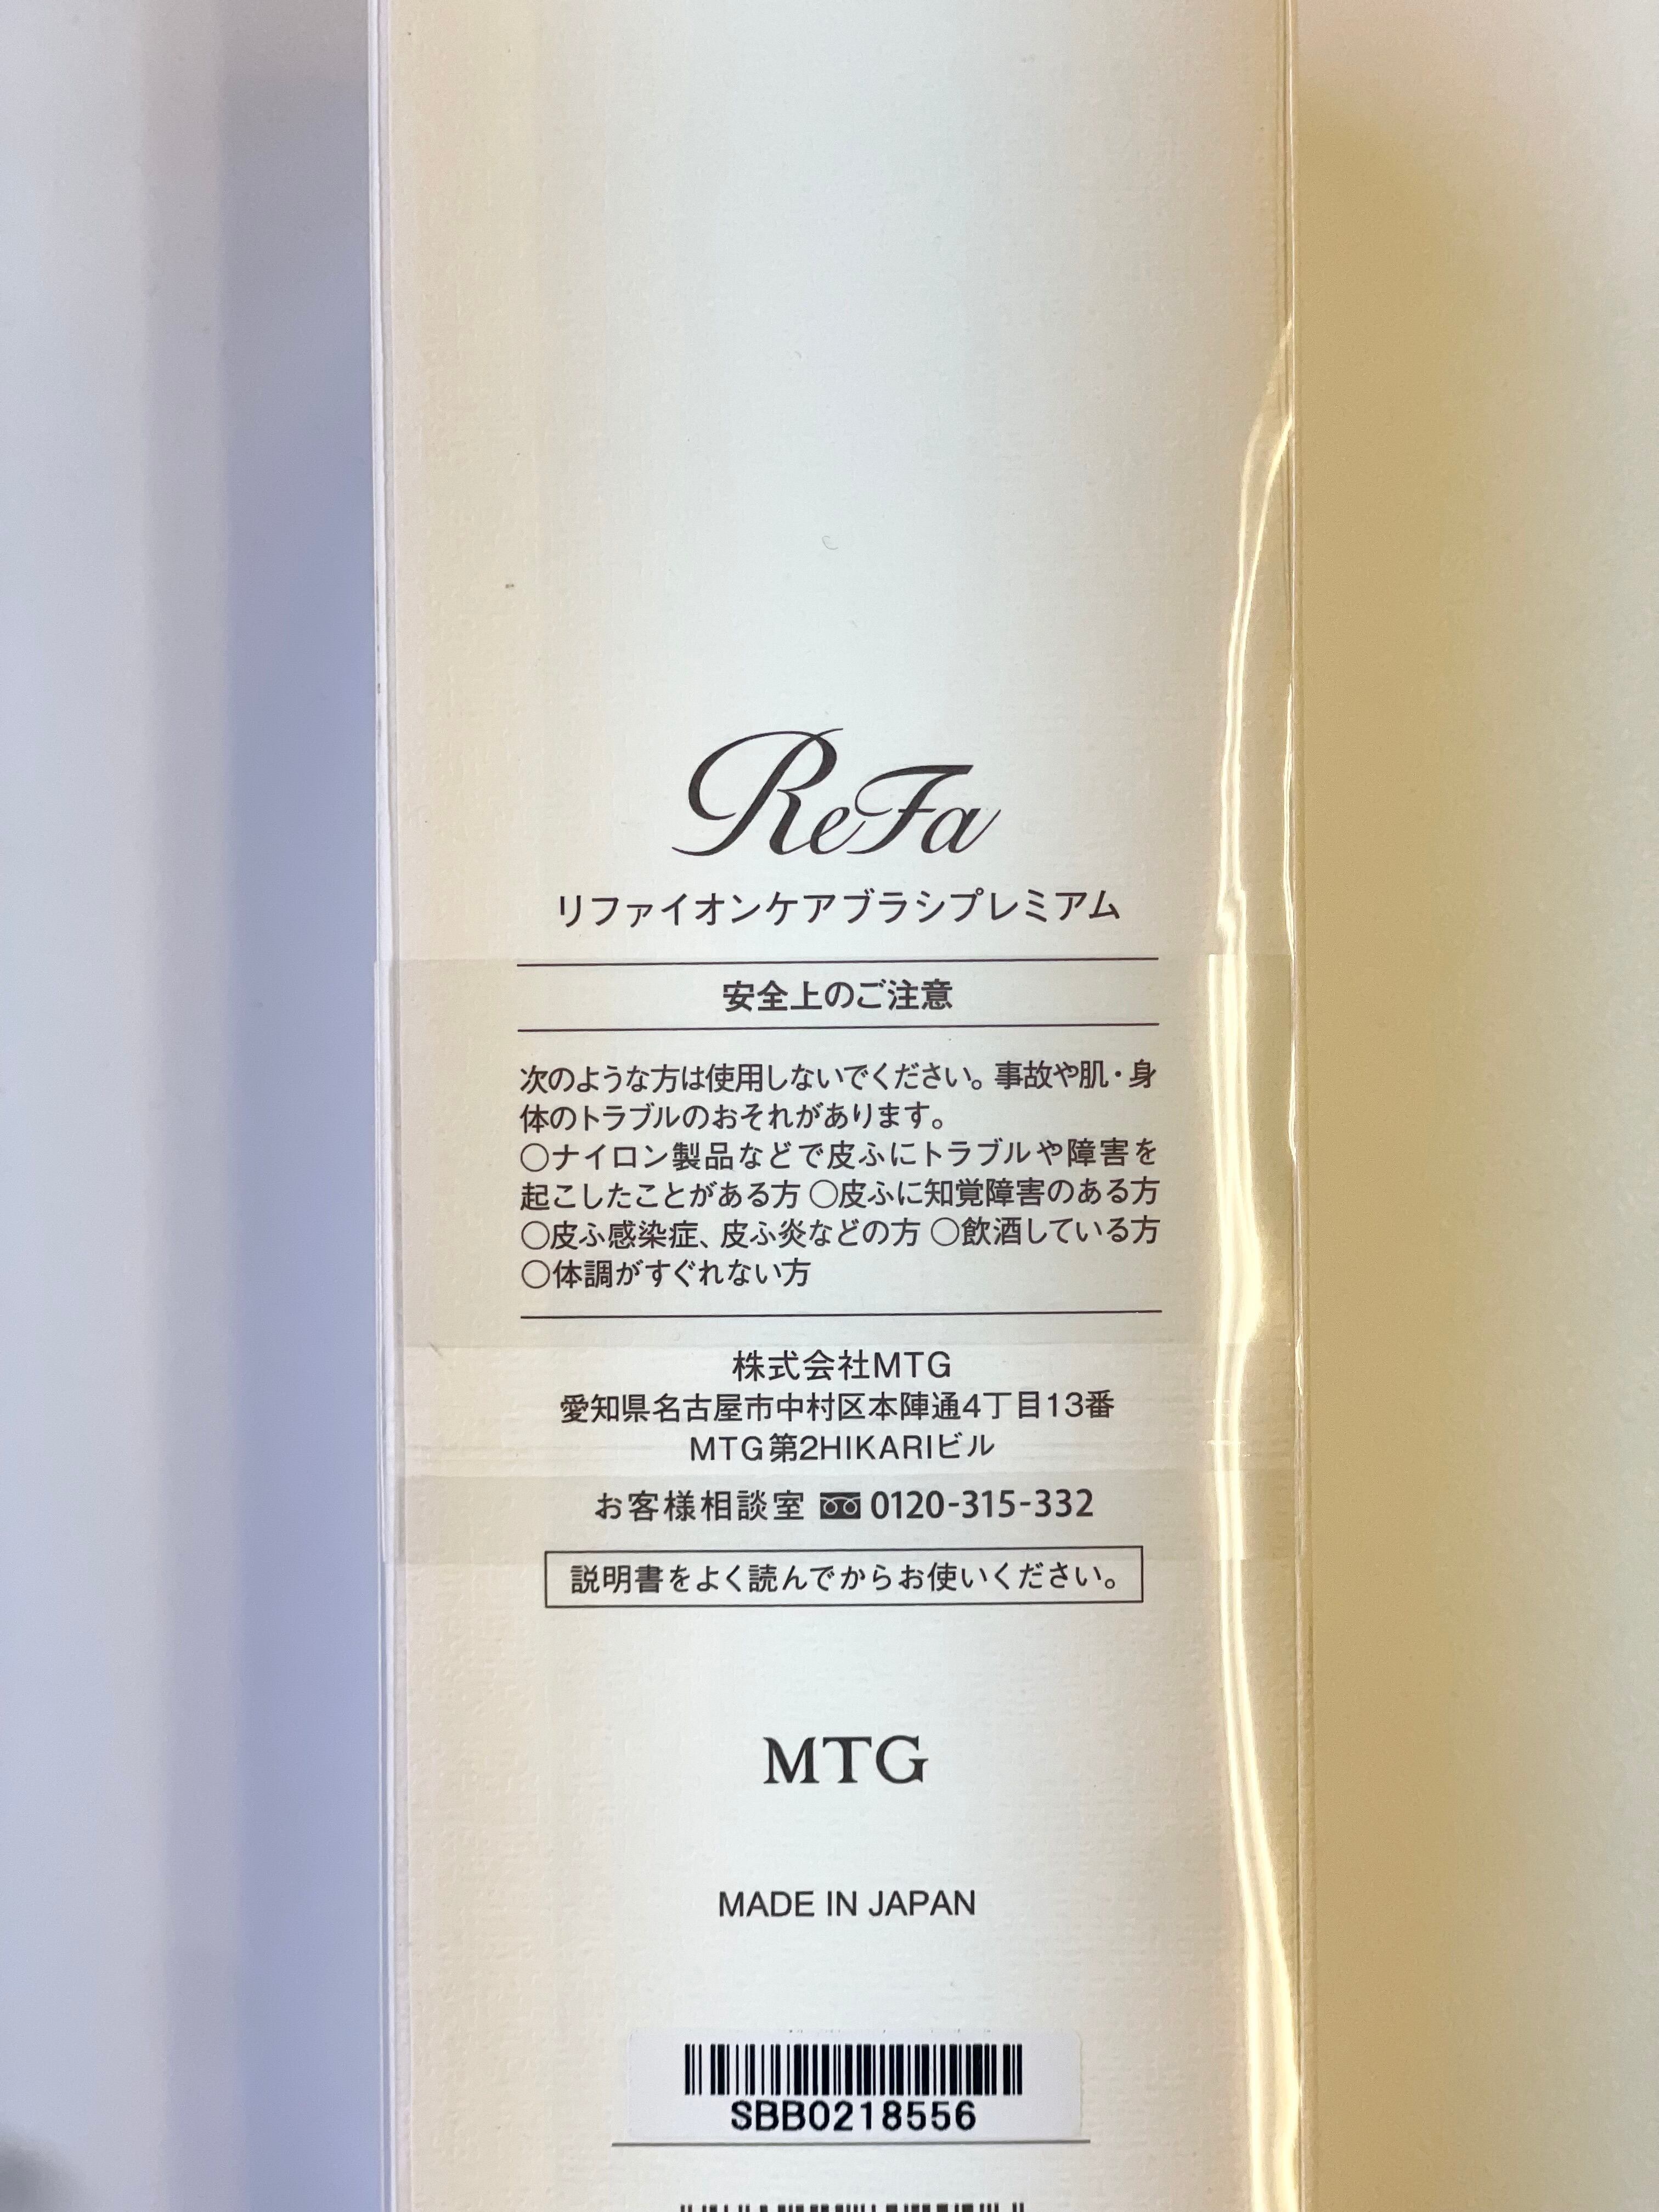 ReFa
リファイオンケアブラシプレミアム
安全上のご注意
次のような方は使用しないでください。事故や肌・身
体のトラブルのおそれがあります。
○ナイロン製品などで皮ふにトラブルや障害を
起こしたことがある方 ○皮ふに知覚障害のある方
○皮ふ感染症、皮ふ炎などの方 ○飲酒している方
○体調がすぐれない方
株式会社MTG
愛知県名古屋市中村区本陣通4丁目13番
MTG第2HIKARIビル
お客様相談室 0120-315-332
説明書をよく読んでからお使いください。
MTG
MADE IN JAPAN
SBB0218556